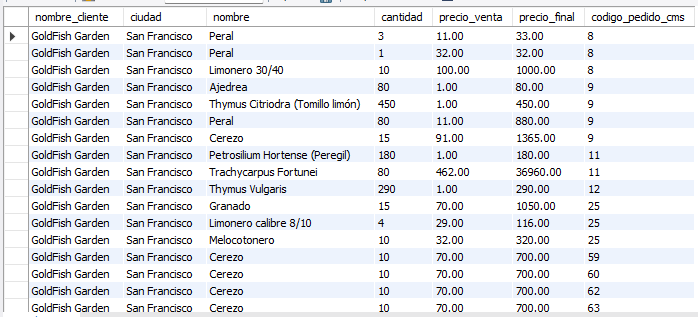 nombre_cliente ciudad nombre cantidad precio_venta precio_final codigo_pedido_cms
GoldFish Garden San Francisco Peral 3 11.00 33.00 8
GoldFish Garden San Francisco Peral 1 32.00 32.00 8
GoldFish Garden San Francisco Limonero 30/40 10 100.00 1000.00 8
GoldFish Garden San Francisco Ajedrea 80 1.00 80.00 9
GoldFish Garden San Francisco Thymus Citriodra (Tomillo limón) 450 1.00 450.00 9
GoldFish Garden San Francisco Peral 80 11.00 880.00 9
GoldFish Garden San Francisco Cerezo 15 91.00 1365.00 9
GoldFish Garden San Francisco Petrosilium Hortense (Peregil) 180 1.00 180.00 11
GoldFish Garden San Francisco Trachycarpus Fortunei 80 462.00 36960.00 11
GoldFish Garden San Francisco Thymus Vulgaris 290 1.00 290.00 12
GoldFish Garden San Francisco Granado 15 70.00 1050.00 25
GoldFish Garden San Francisco Limonero calibre 8/10 4 29.00 116.00 25
GoldFish Garden San Francisco Melocotonero 10 32.00 320.00 25
GoldFish Garden San Francisco Cerezo 10 70.00 700.00 59
GoldFish Garden San Francisco Cerezo 10 70.00 700.00 60
GoldFish Garden San Francisco Cerezo 10 70.00 700.00 62
GoldFish Garden San Francisco Cerezo 10 70.00 700.00 63